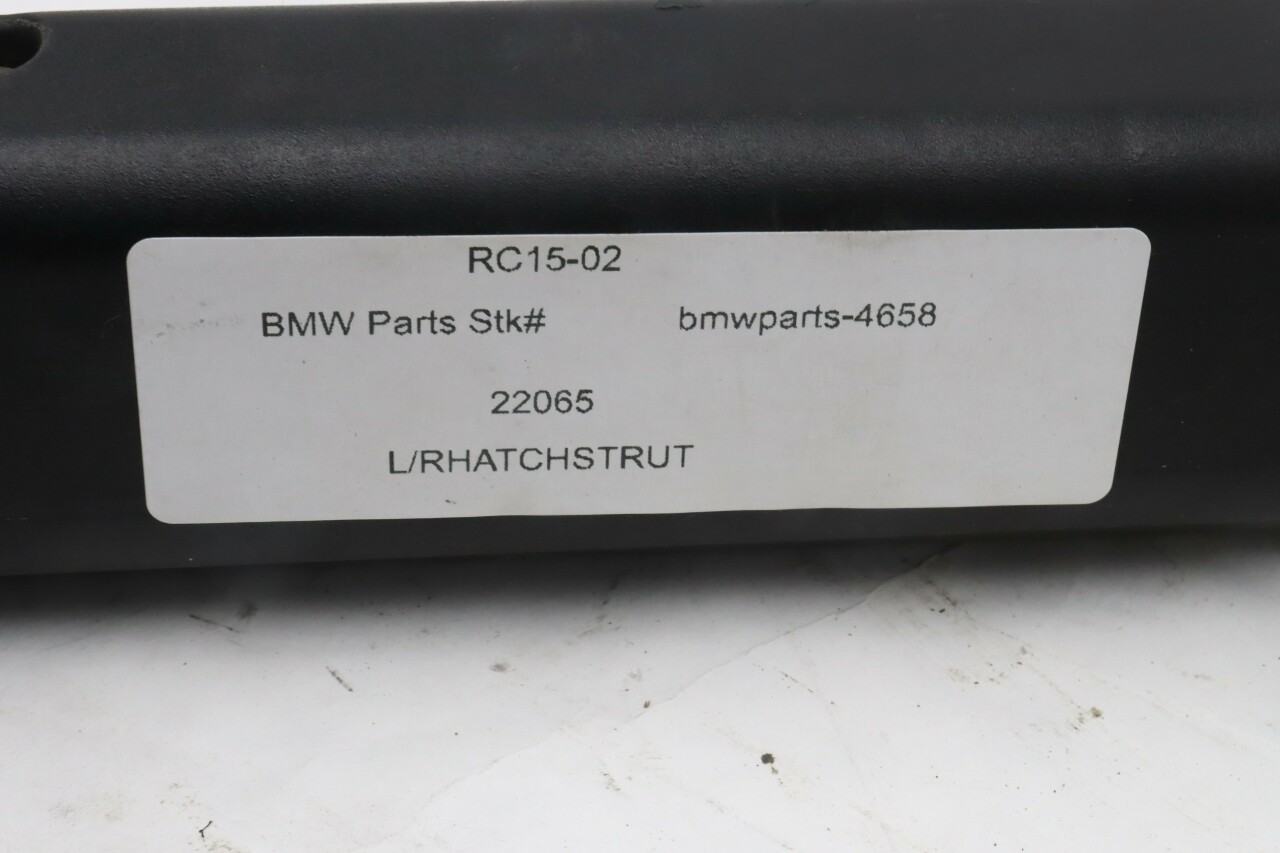 RC15-02
BMW Parts Stk# bmwparts-4658
22065
L/RHATCHSTRUT